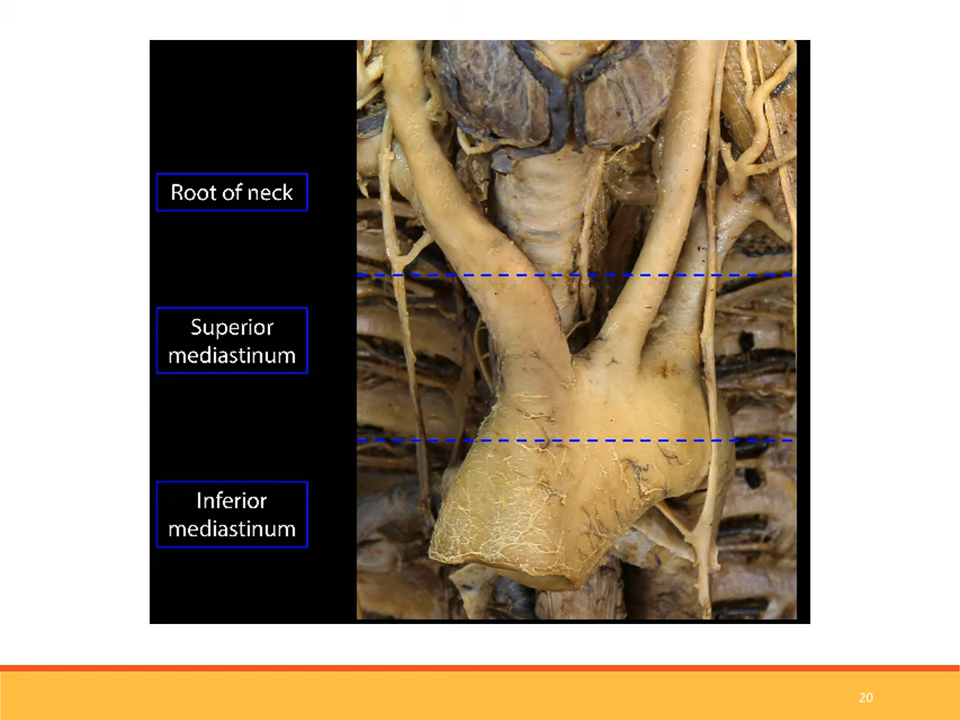 Root of neck
Superior
mediastinum
Inferior
mediastinum
20